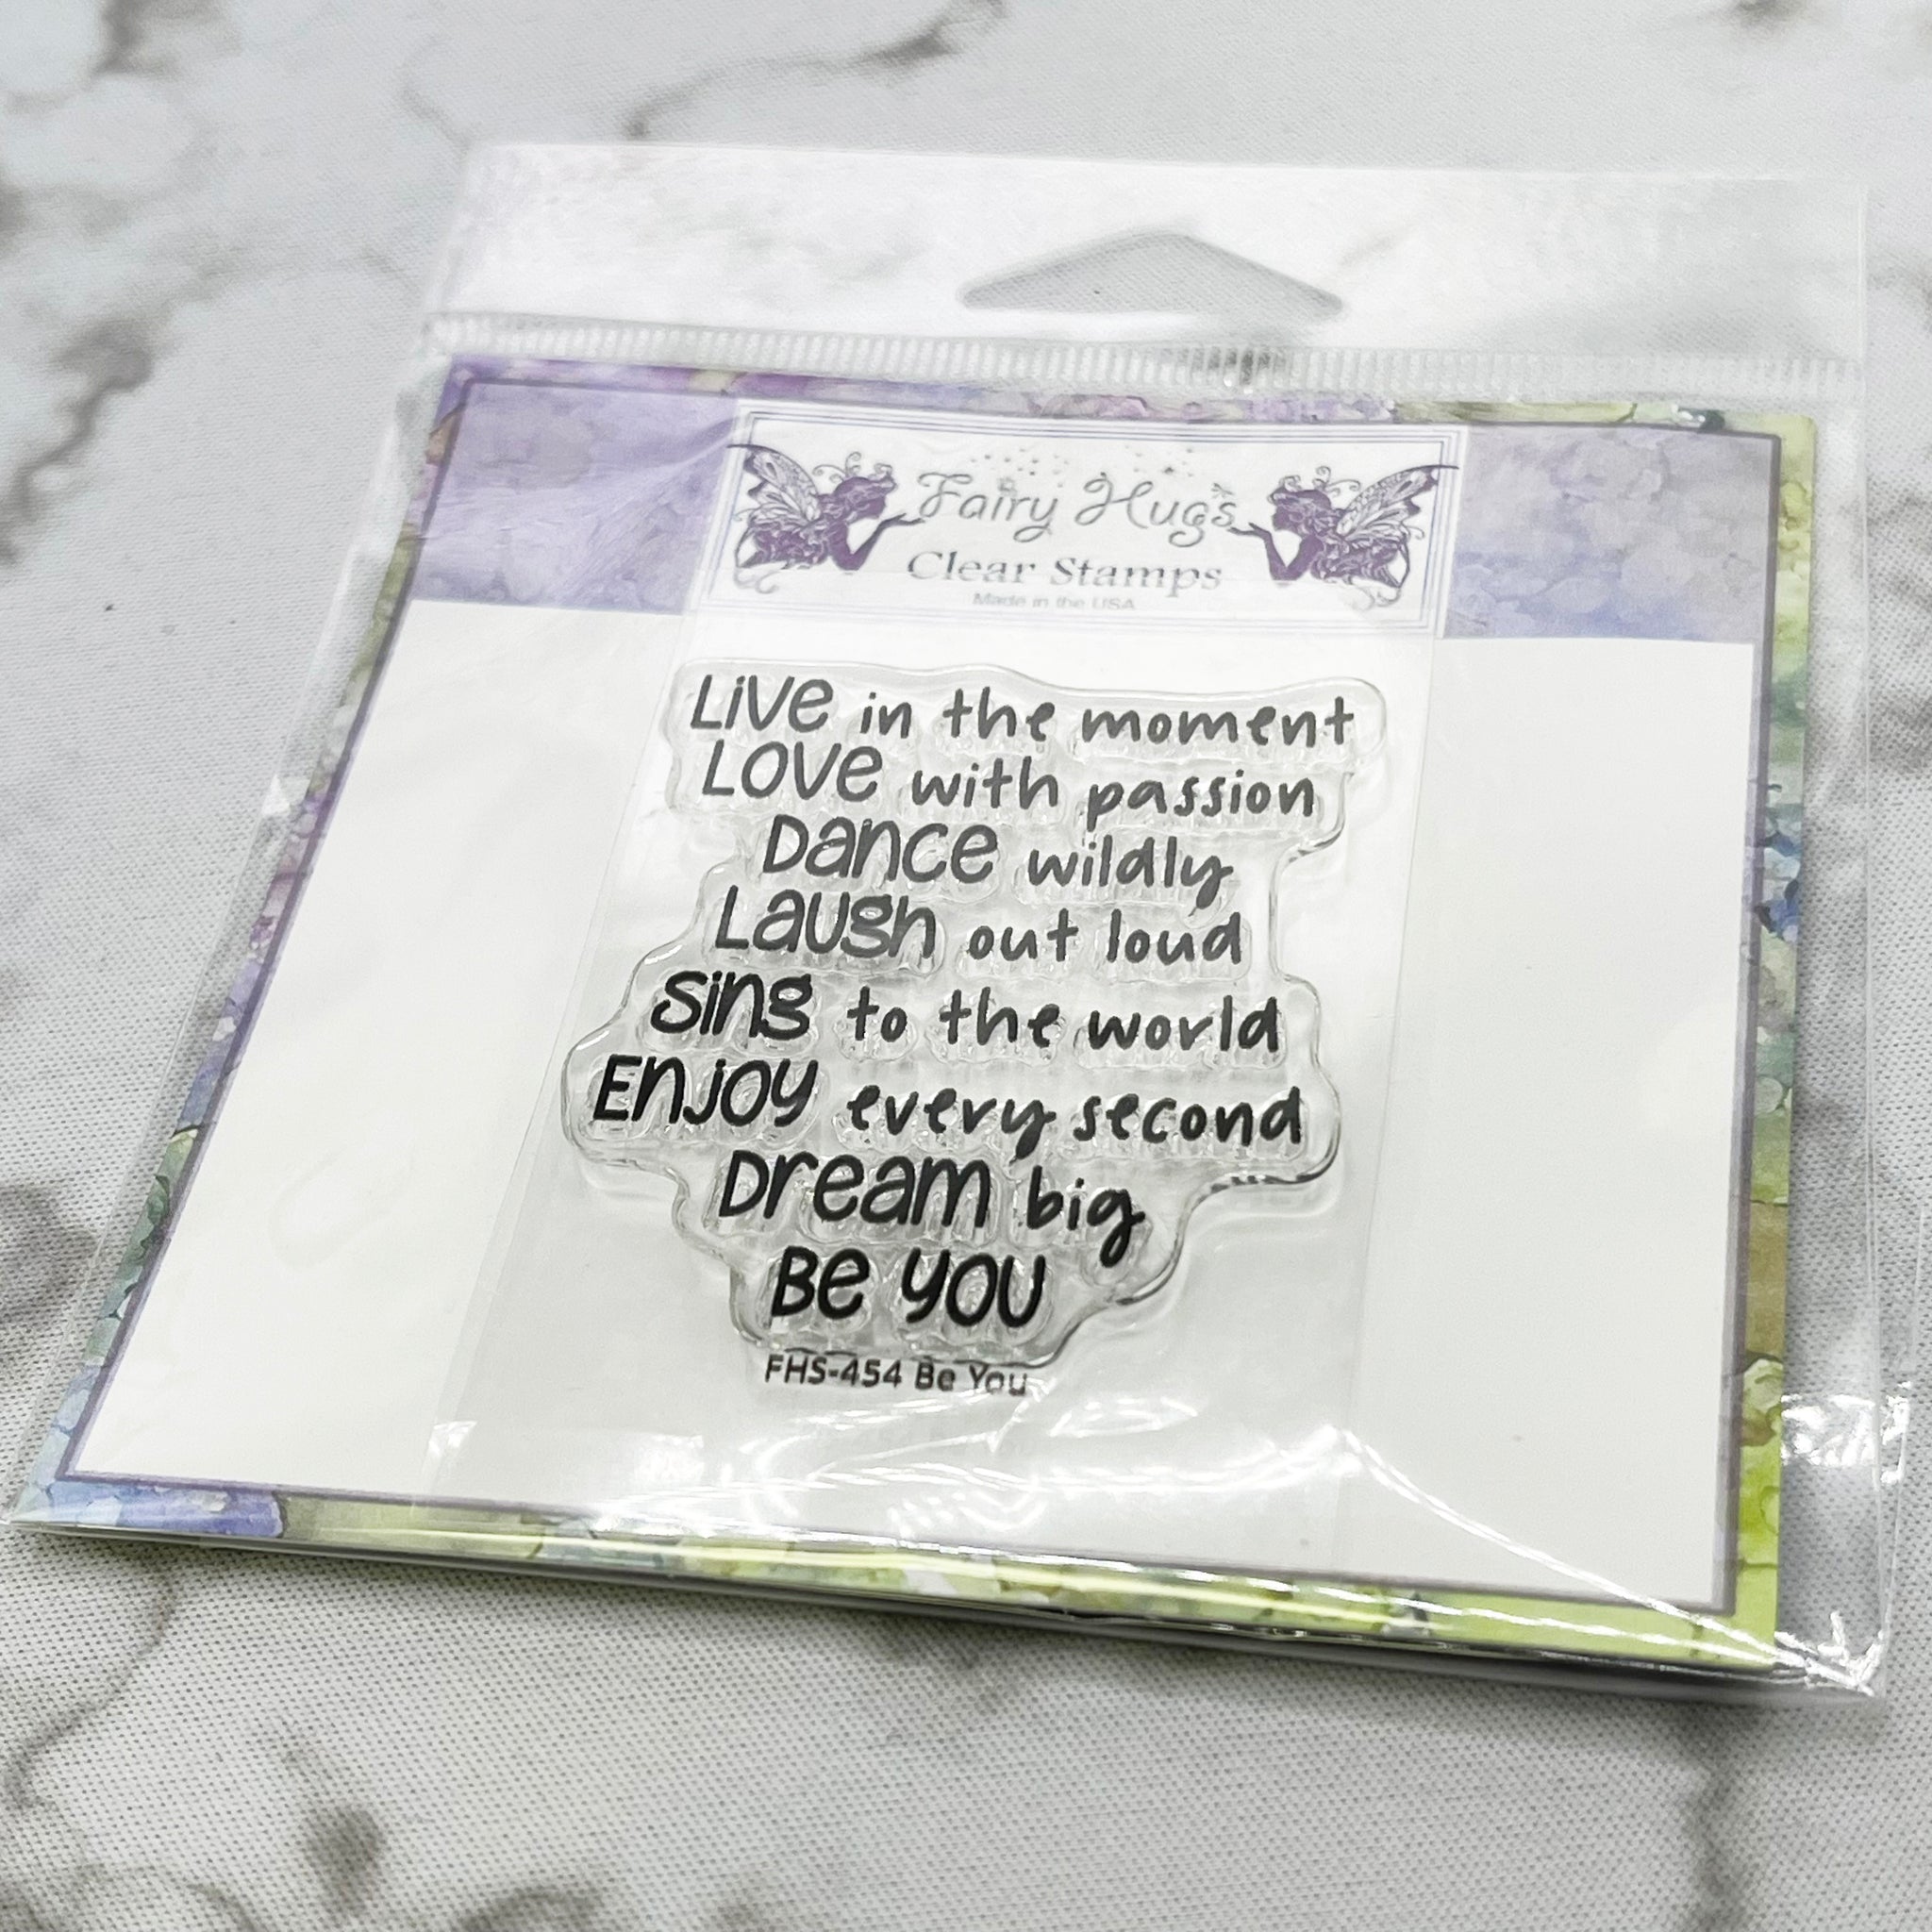 Fairy Hugs
Clear Stamps
Made in the USA
Live in the moment
Love with passion
Dance wildly
Laugh out loud
Sing to the world
Enjoy every second
Dream big
Be You
FHS-454 Be You